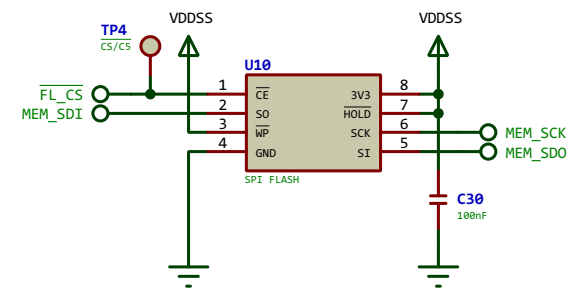 VDDSS
VDDSS
TP4
CS/C5
U10
FL_CS
1
CE
3V3
8
MEM_SDI
2
SO
HOLD
7
3
WP
SCK
6
MEM_SCK
4
GND
SI
5
MEM_SDO
SPI FLASH
C30
100nF